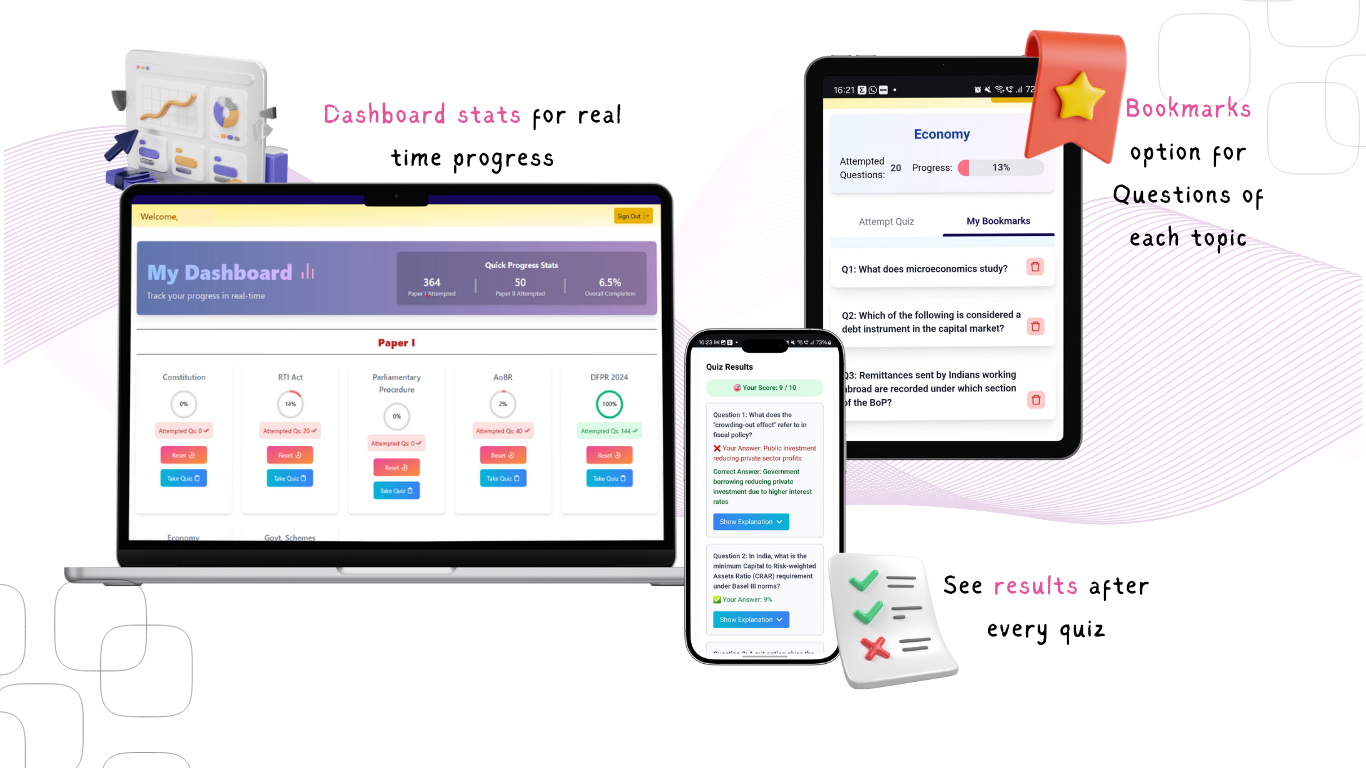 Dashboard stats for real
time progress
Welcome,
Sign Out
My Dashboard
Track your progress in real-time
Quick Progress Stats
364
Paper I Attempted
50
Paper II Attempted
6.5%
Overall Completion
Paper I
Constitution
0%
Attempted Qs: 0
Reset
Take Quiz
RTI Act
14%
Attempted Qs: 20
Reset
Take Quiz
Parliamentary
Procedure
0%
Attempted Qs: 0
Reset
Take Quiz
AoBR
2%
Attempted Qs: 40
Reset
Take Quiz
DFPR 2024
100%
Attempted Qs: 144
Reset
Take Quiz
Economy
Govt. Schemes
16:21
72
Economy
Attempted
Questions:
20
Progress:
13%
Attempt Quiz
My Bookmarks
Q1: What does microeconomics study?
Q2: Which of the following is considered a
debt instrument in the capital market?
Q3: Remittances sent by Indians working
abroad are recorded under which section
of the BoP?
Bookmarks
option for
Questions of
each topic
16:23
73%
Quiz Results
Your Score: 9 / 10
Question 1: What does the
"crowding-out effect" refer to in
fiscal policy?
Your Answer: Public investment
reducing private sector profits
Correct Answer: Government
borrowing reducing private
investment due to higher interest
rates
Show Explanation
Question 2: In India, what is the
minimum Capital to Risk-weighted
Assets Ratio (CRAR) requirement
under Basel III norms?
Your Answer: 9%
Show Explanation
See results after
every quiz